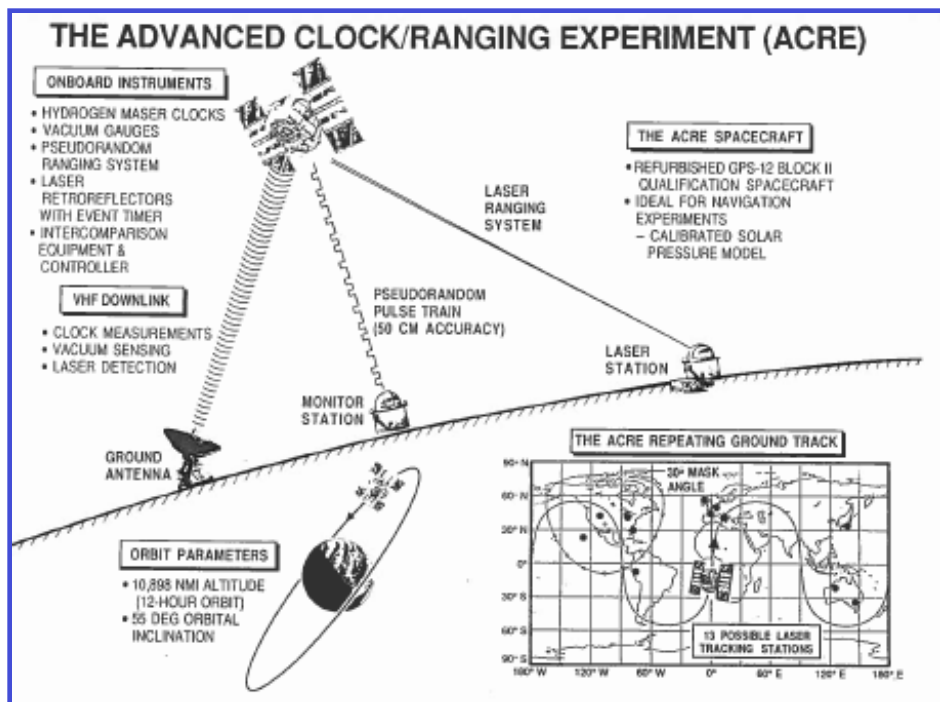 THE ADVANCED CLOCK/RANGING EXPERIMENT (ACRE)
ONBOARD INSTRUMENTS
• HYDROGEN MASER CLOCKS
• VACUUM GAUGES
• PSEUDORANDOM
RANGING SYSTEM
• LASER
RETROREFLECTORS
WITH EVENT TIMER
• INTERCOMPARISON
EQUIPMENT &
CONTROLLER
VHF DOWNLINK
• CLOCK MEASUREMENTS
• VACUUM SENSING
• LASER DETECTION
LASER
RANGING
SYSTEM
THE ACRE SPACECRAFT
• REFURBISHED GPS-12 BLOCK II
QUALIFICATION SPACECRAFT
• IDEAL FOR NAVIGATION
EXPERIMENTS
– CALIBRATED SOLAR
PRESSURE MODEL
PSEUDORANDOM
PULSE TRAIN
(50 CM ACCURACY)
LASER
STATION
MONITOR
STATION
GROUND
ANTENNA
ORBIT PARAMETERS
• 10,898 NMI ALTITUDE
(12-HOUR ORBIT)
• 55 DEG ORBITAL
INCLINATION
THE ACRE REPEATING GROUND TRACK
90° N
60° N
30° N
0°
30° S
60° S
90° S
30° MASK
ANGLE
13 POSSIBLE LASER
TRACKING STATIONS
180° W
120° W
60° W
0°
60° E
120° E
180° E